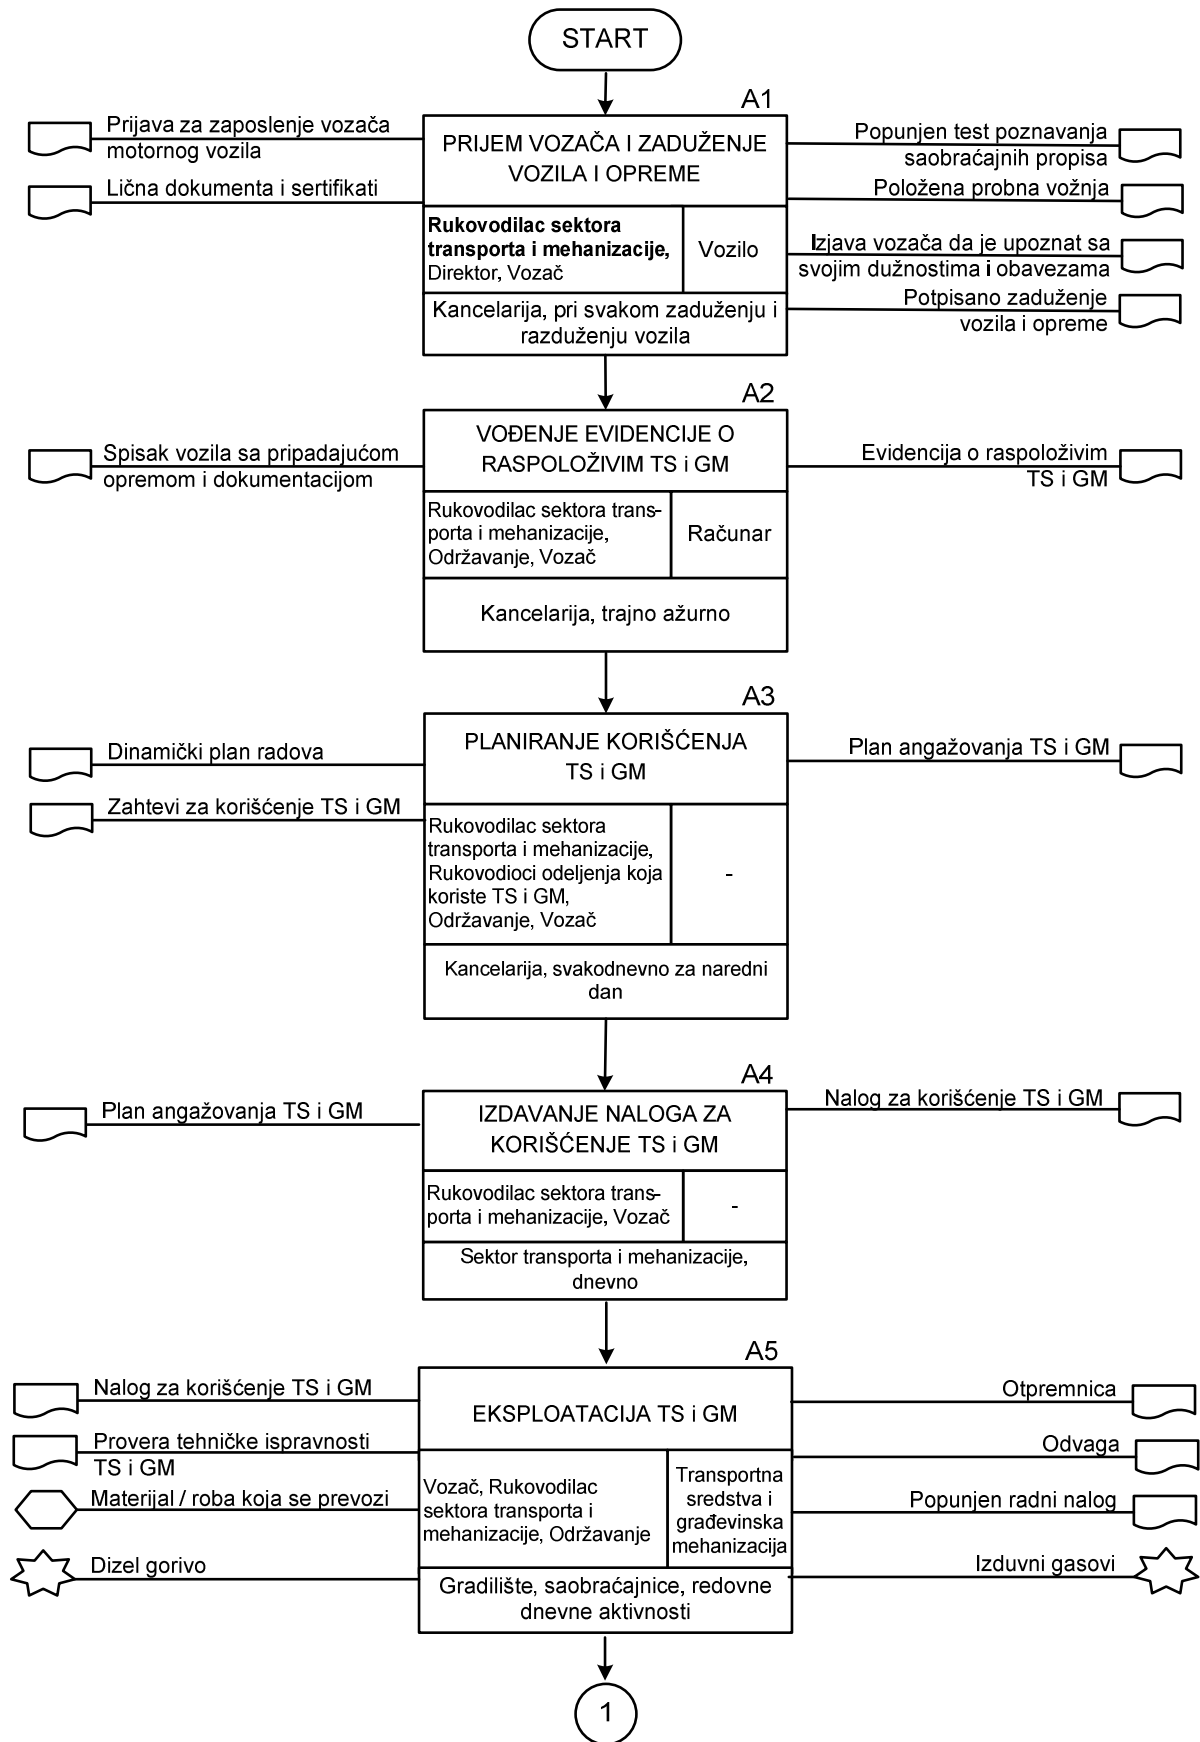 START
A1
Prijava za zaposlenje vozača
motornog vozila
Lična dokumenta i sertifikati
PRIJEM VOZAČA I ZADUŽENJE
VOZILA I OPREME
Rukovodilac sektora
transporta i mehanizacije,
Direktor, Vozač
Vozilo
Kancelarija, pri svakom zaduženju i
razduženju vozila
Popunjen test poznavanja
saobraćajnih propisa
Položena probna vožnja
Izjava vozača da je upoznat sa
svojim dužnostima i obavezama
Potpisano zaduženje
vozila i opreme
A2
Spisak vozila sa pripadajućom
opremom i dokumentacijom
VOĐENJE EVIDENCIJE O
RASPOLOŽIVIM TS i GM
Rukovodilac sektora trans-
porta i mehanizacije,
Održavanje, Vozač
Računar
Kancelarija, trajno ažurno
Evidencija o raspoloživim
TS i GM
A3
Dinamički plan radova
Zahtevi za korišćenje TS i GM
PLANIRANJE KORIŠĆENJA
TS i GM
Rukovodilac sektora
transporta i mehanizacije,
Rukovodioci odeljenja koja
koriste TS i GM,
Održavanje, Vozač
-
Kancelarija, svakodnevno za naredni
dan
Plan angažovanja TS i GM
A4
Plan angažovanja TS i GM
IZDAVANJE NALOGA ZA
KORIŠĆENJE TS i GM
Rukovodilac sektora trans-
porta i mehanizacije, Vozač
-
Sektor transporta i mehanizacije,
dnevno
Nalog za korišćenje TS i GM
A5
Nalog za korišćenje TS i GM
Provera tehničke ispravnosti
TS i GM
Materijal / roba koja se prevozi
Dizel gorivo
EKSPLOATACIJA TS i GM
Vozač, Rukovodilac
sektora transporta i
mehanizacije, Održavanje
Transportna
sredstva i
građevinska
mehanizacija
Gradilište, saobraćajnice, redovne
dnevne aktivnosti
Otpremnica
Odvaga
Popunjen radni nalog
Izduvni gasovi
1